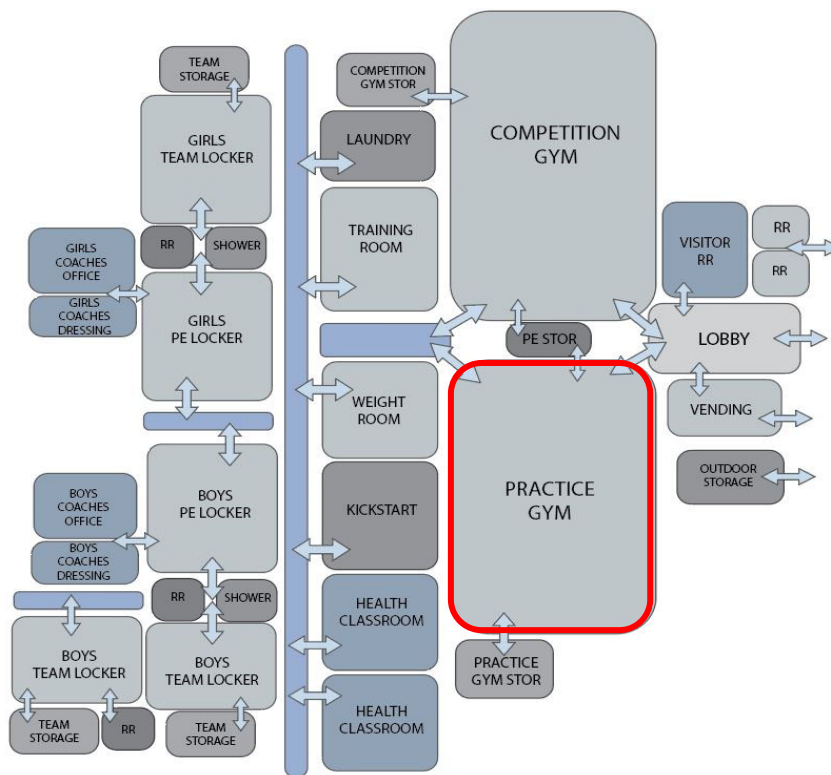 TEAM
STORAGE
GIRLS
TEAM LOCKER
RR
SHOWER
GIRLS
COACHES
OFFICE
GIRLS
COACHES
DRESSING
GIRLS
PE LOCKER
BOYS
PE LOCKER
BOYS
COACHES
OFFICE
BOYS
COACHES
DRESSING
RR
SHOWER
BOYS
TEAM LOCKER
BOYS
TEAM LOCKER
TEAM
STORAGE
RR
TEAM
STORAGE
COMPETITION
GYM STOR
LAUNDRY
TRAINING
ROOM
WEIGHT
ROOM
KICKSTART
HEALTH
CLASSROOM
HEALTH
CLASSROOM
COMPETITION
GYM
PE STOR
PRACTICE
GYM
PRACTICE
GYM STOR
VISITOR
RR
RR
RR
LOBBY
VENDING
OUTDOOR
STORAGE